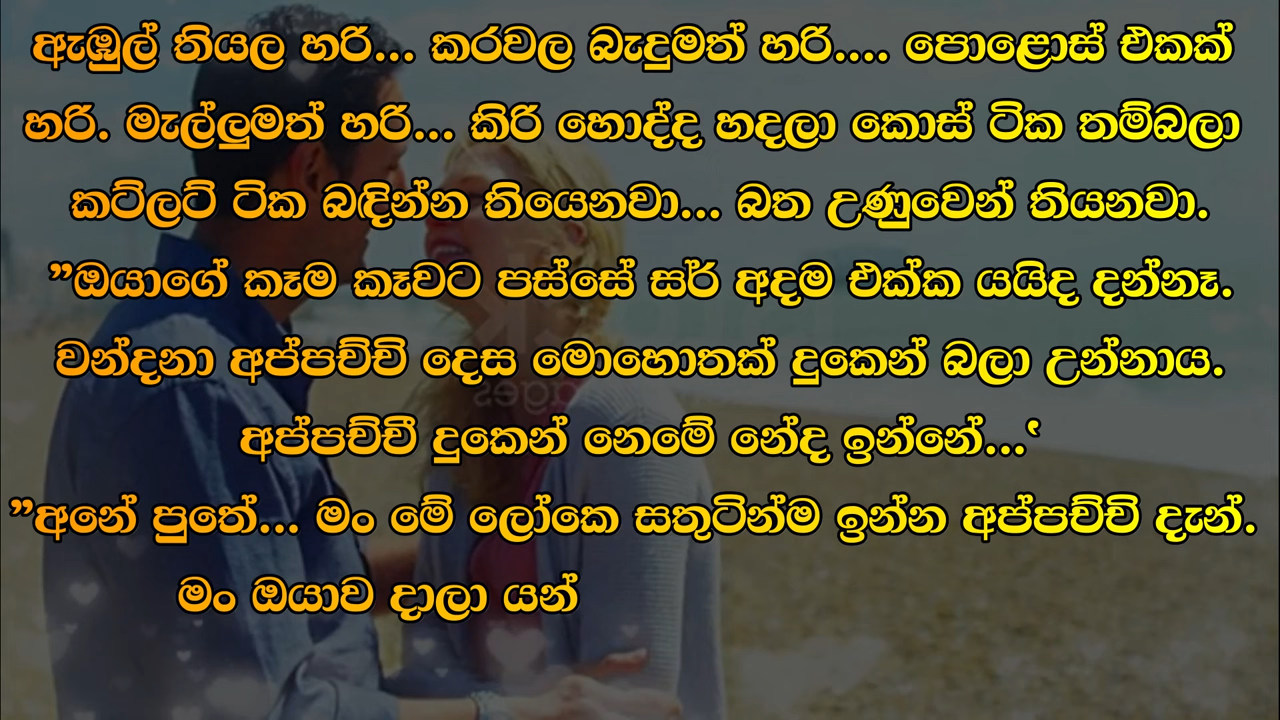 ඇඹුල් තියල හරි... කරවල බැදුමත් හරි.... පොළොස් එකක්
හරි. මැල්ලුමත් හරි... කිරි හොද්ද හදලා කොස් ටික තම්බලා
කට්ලට් ටික බඳින්න තියෙනවා... බත උණුවෙන් තියනවා.
”ඔයාගේ කෑම කෑවට පස්සේ සර් අදම එක්ක යයිද දන්නෑ.
වන්දනා අප්පච්චි දෙස මොහොතක් දුකෙන් බලා උන්නාය.
අප්පච්චී දුකෙන් නෙමේ නේද ඉන්නේ...‛
”අනේ පුතේ... මං මේ ලෝකෙ සතුටින්ම ඉන්න අප්පච්චි දැන්.
මං ඔයාව දාලා යන්